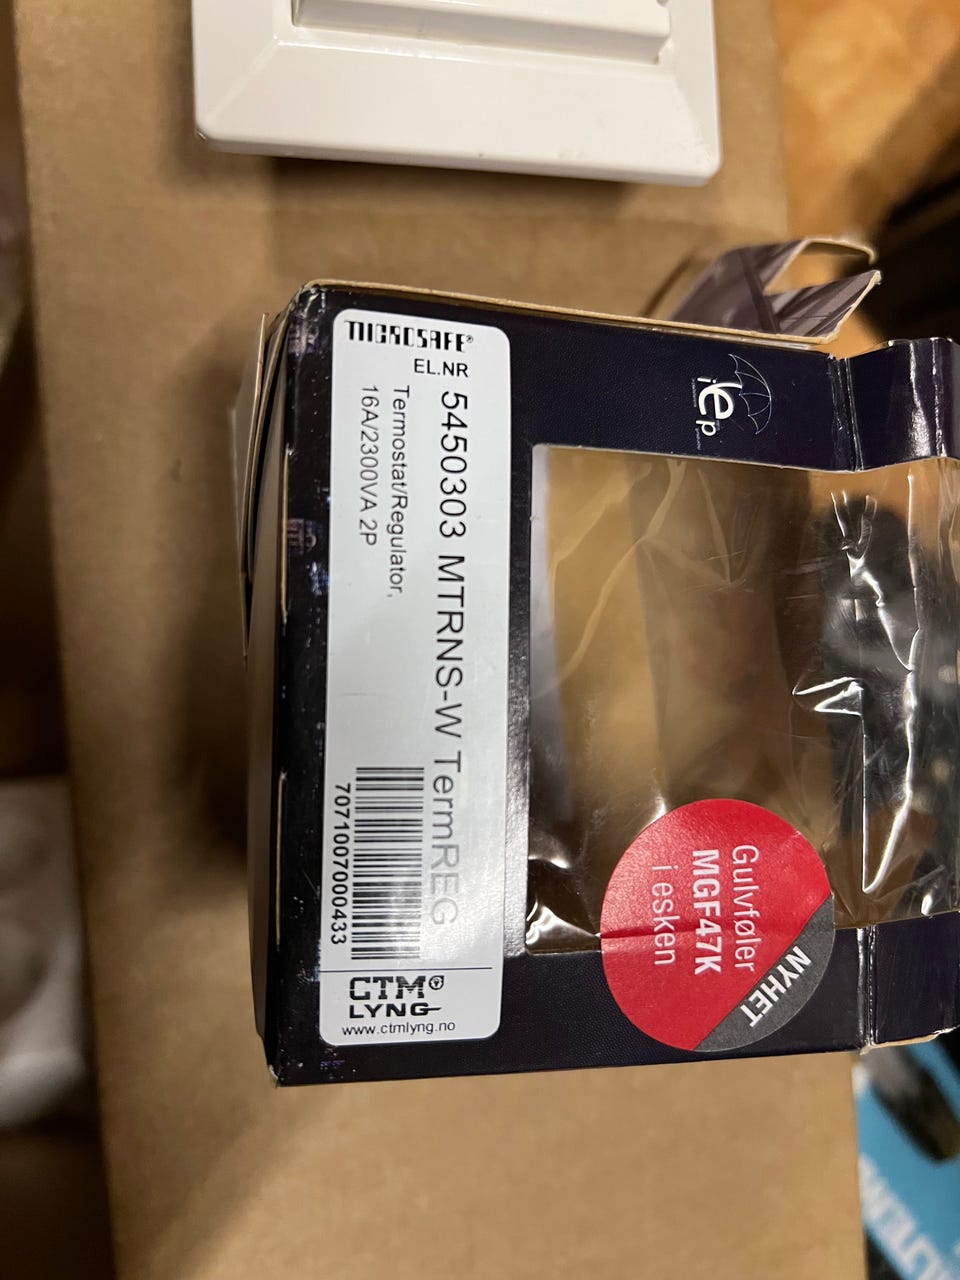 MICROSAFE®
EL.NR
5450303 MTRNS-W TermREG
Termostat/Regulator,
16A/2300VA 2P
7071007000433
CTM
LYNG
www.ctmlyng.no
i ep
NYHET
Gulvføler
MGF47K
i esken